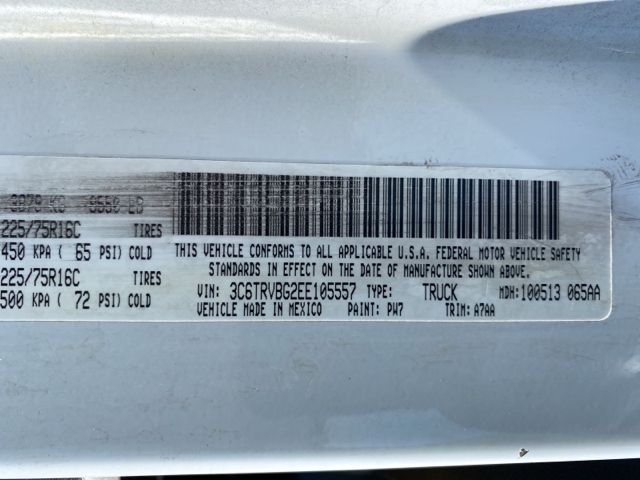 225/75R16C TIRES
450 KPA ( 65 PSI) COLD
225/75R16C TIRES
500 KPA ( 72 PSI) COLD
THIS VEHICLE CONFORMS TO ALL APPLICABLE U.S.A. FEDERAL MOTOR VEHICLE SAFETY
STANDARDS IN EFFECT ON THE DATE OF MANUFACTURE SHOWN ABOVE.
VIN: 3C6TRVBG2EE105557 TYPE: TRUCK MDH: 100513 065AA
VEHICLE MADE IN MEXICO PAINT: PW7 TRIM: A7AA